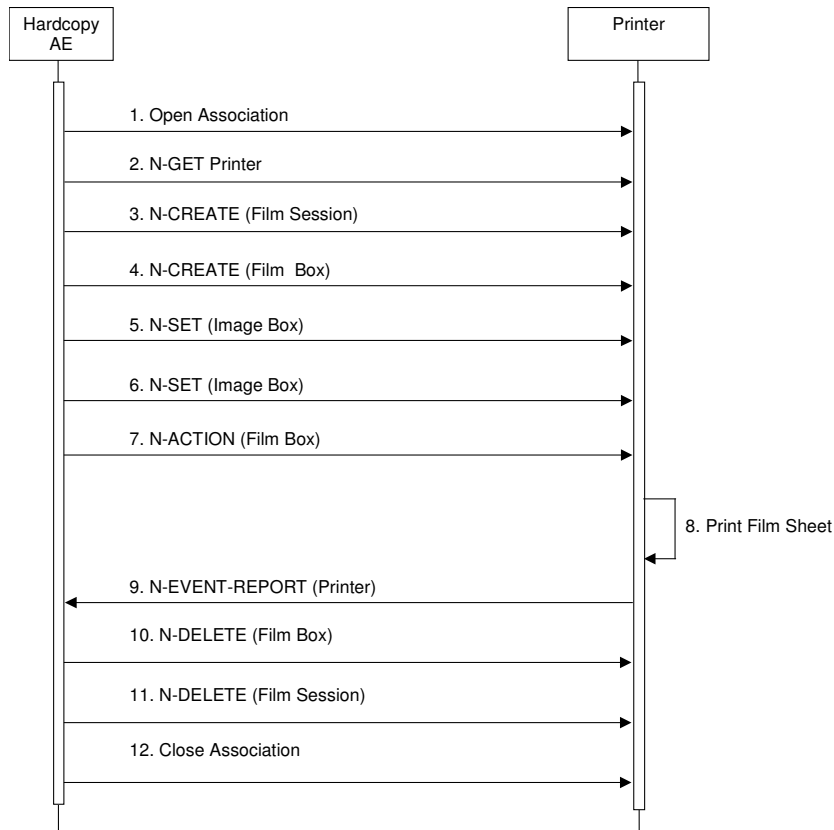 Hardcopy
AE
Printer
1. Open Association
2. N-GET Printer
3. N-CREATE (Film Session)
4. N-CREATE (Film  Box)
5. N-SET (Image Box)
6. N-SET (Image Box)
7. N-ACTION (Film Box)
8. Print Film Sheet
9. N-EVENT-REPORT (Printer)
10. N-DELETE (Film Box)
11. N-DELETE (Film Session)
12. Close Association